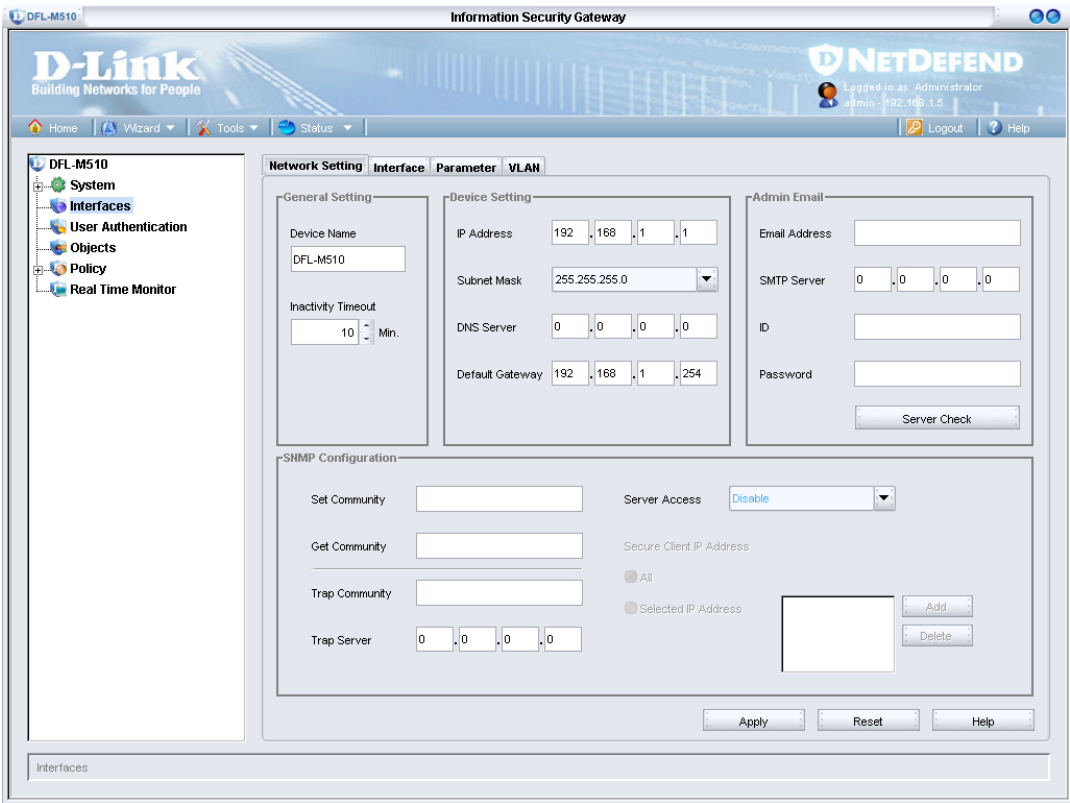 DFL-M510
Information Security Gateway
D-Link
Building Networks for People
NETDEFEND
Logged in as Administrator
admin - 192.168.1.5
Home Wizard Tools Status Logout Help
DFL-M510
System
Interfaces
User Authentication
Objects
Policy
Real Time Monitor
Network Setting Interface Parameter VLAN
General Setting
Device Name
DFL-M510
Inactivity Timeout
10 Min.
Device Setting
IP Address 192 . 168 . 1 . 1
Subnet Mask 255.255.255.0
DNS Server 0 . 0 . 0 . 0
Default Gateway 192 . 168 . 1 . 254
Admin Email
Email Address
SMTP Server 0 . 0 . 0 . 0
ID
Password
Server Check
SNMP Configuration
Set Community
Get Community
Trap Community
Trap Server 0 . 0 . 0 . 0
Server Access Disable
Secure Client IP Address
All
Selected IP Address
Add
Delete
Apply Reset Help
Interfaces